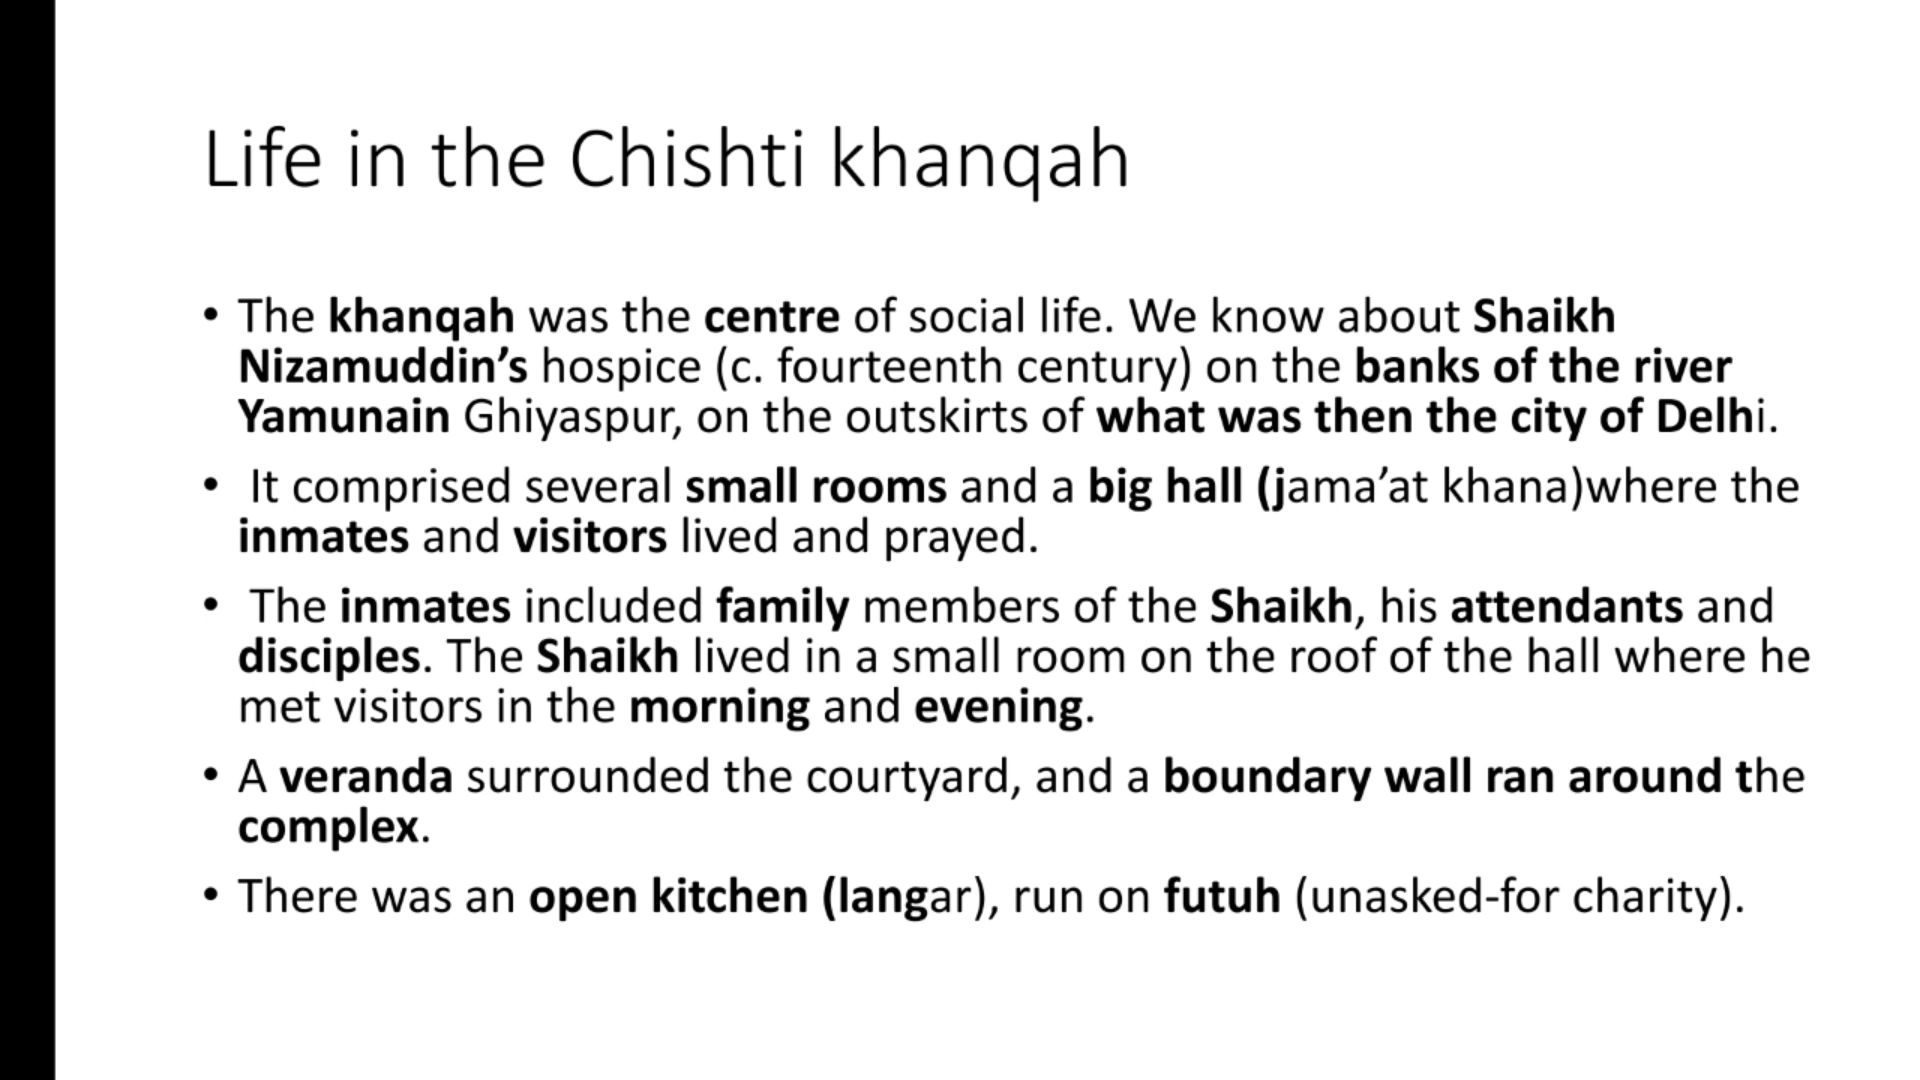 Life in the Chishti khanqah
• The khanqah was the centre of social life. We know about Shaikh
Nizamuddin’s hospice (c. fourteenth century) on the banks of the river
Yamunain Ghiyaspur, on the outskirts of what was then the city of Delhi.
• It comprised several small rooms and a big hall (jama’at khana)where the
inmates and visitors lived and prayed.
• The inmates included family members of the Shaikh, his attendants and
disciples. The Shaikh lived in a small room on the roof of the hall where he
met visitors in the morning and evening.
• A veranda surrounded the courtyard, and a boundary wall ran around the
complex.
• There was an open kitchen (langar), run on futuh (unasked-for charity).